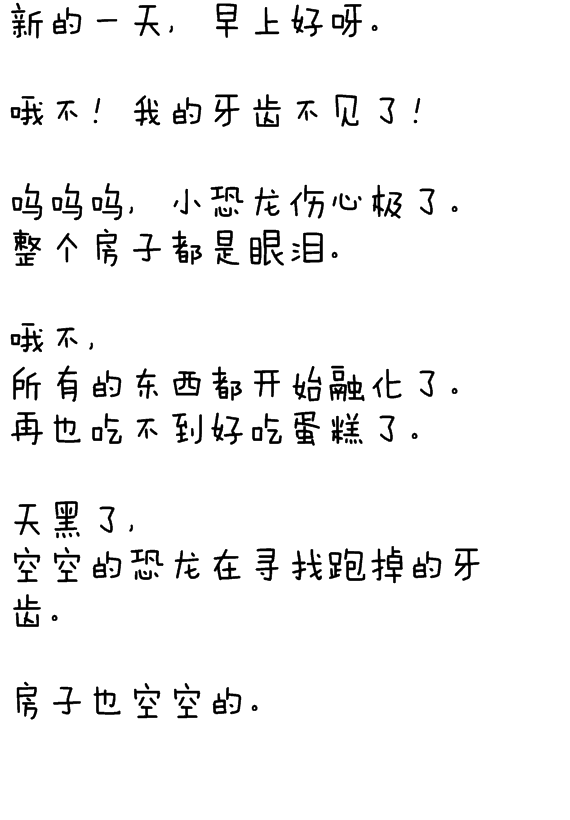 新的一天，早上好呀。
哦不！我的牙齿不见了！
呜呜呜，小恐龙伤心极了。
整个房子都是眼泪。
哦不，
所有的东西都开始融化了。
再也吃不到好吃蛋糕了。
天黑了，
空空的恐龙在寻找跑掉的牙
齿。
房子也空空的。